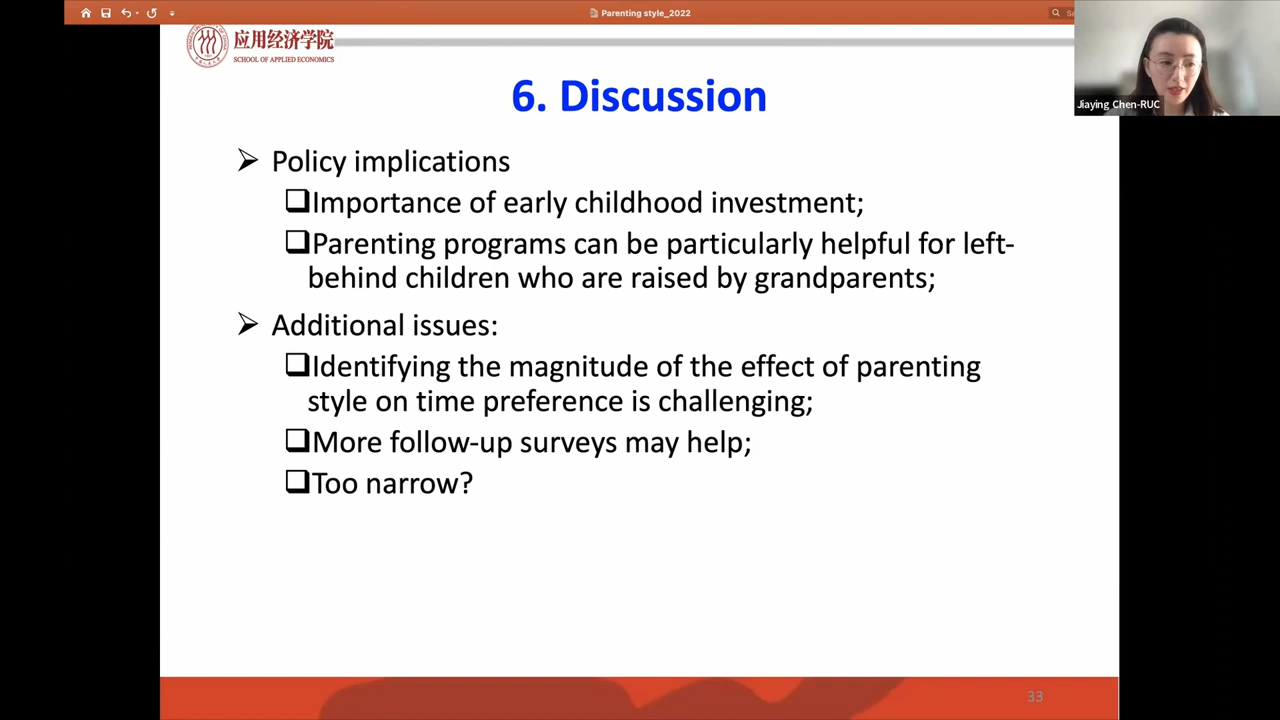 Parenting style_2022
应用经济学院
SCHOOL OF APPLIED ECONOMICS
Jiaying Chen-RUC
6. Discussion
Policy implications
Importance of early childhood investment;
Parenting programs can be particularly helpful for left-
behind children who are raised by grandparents;
Additional issues:
Identifying the magnitude of the effect of parenting
style on time preference is challenging;
More follow-up surveys may help;
Too narrow?
33